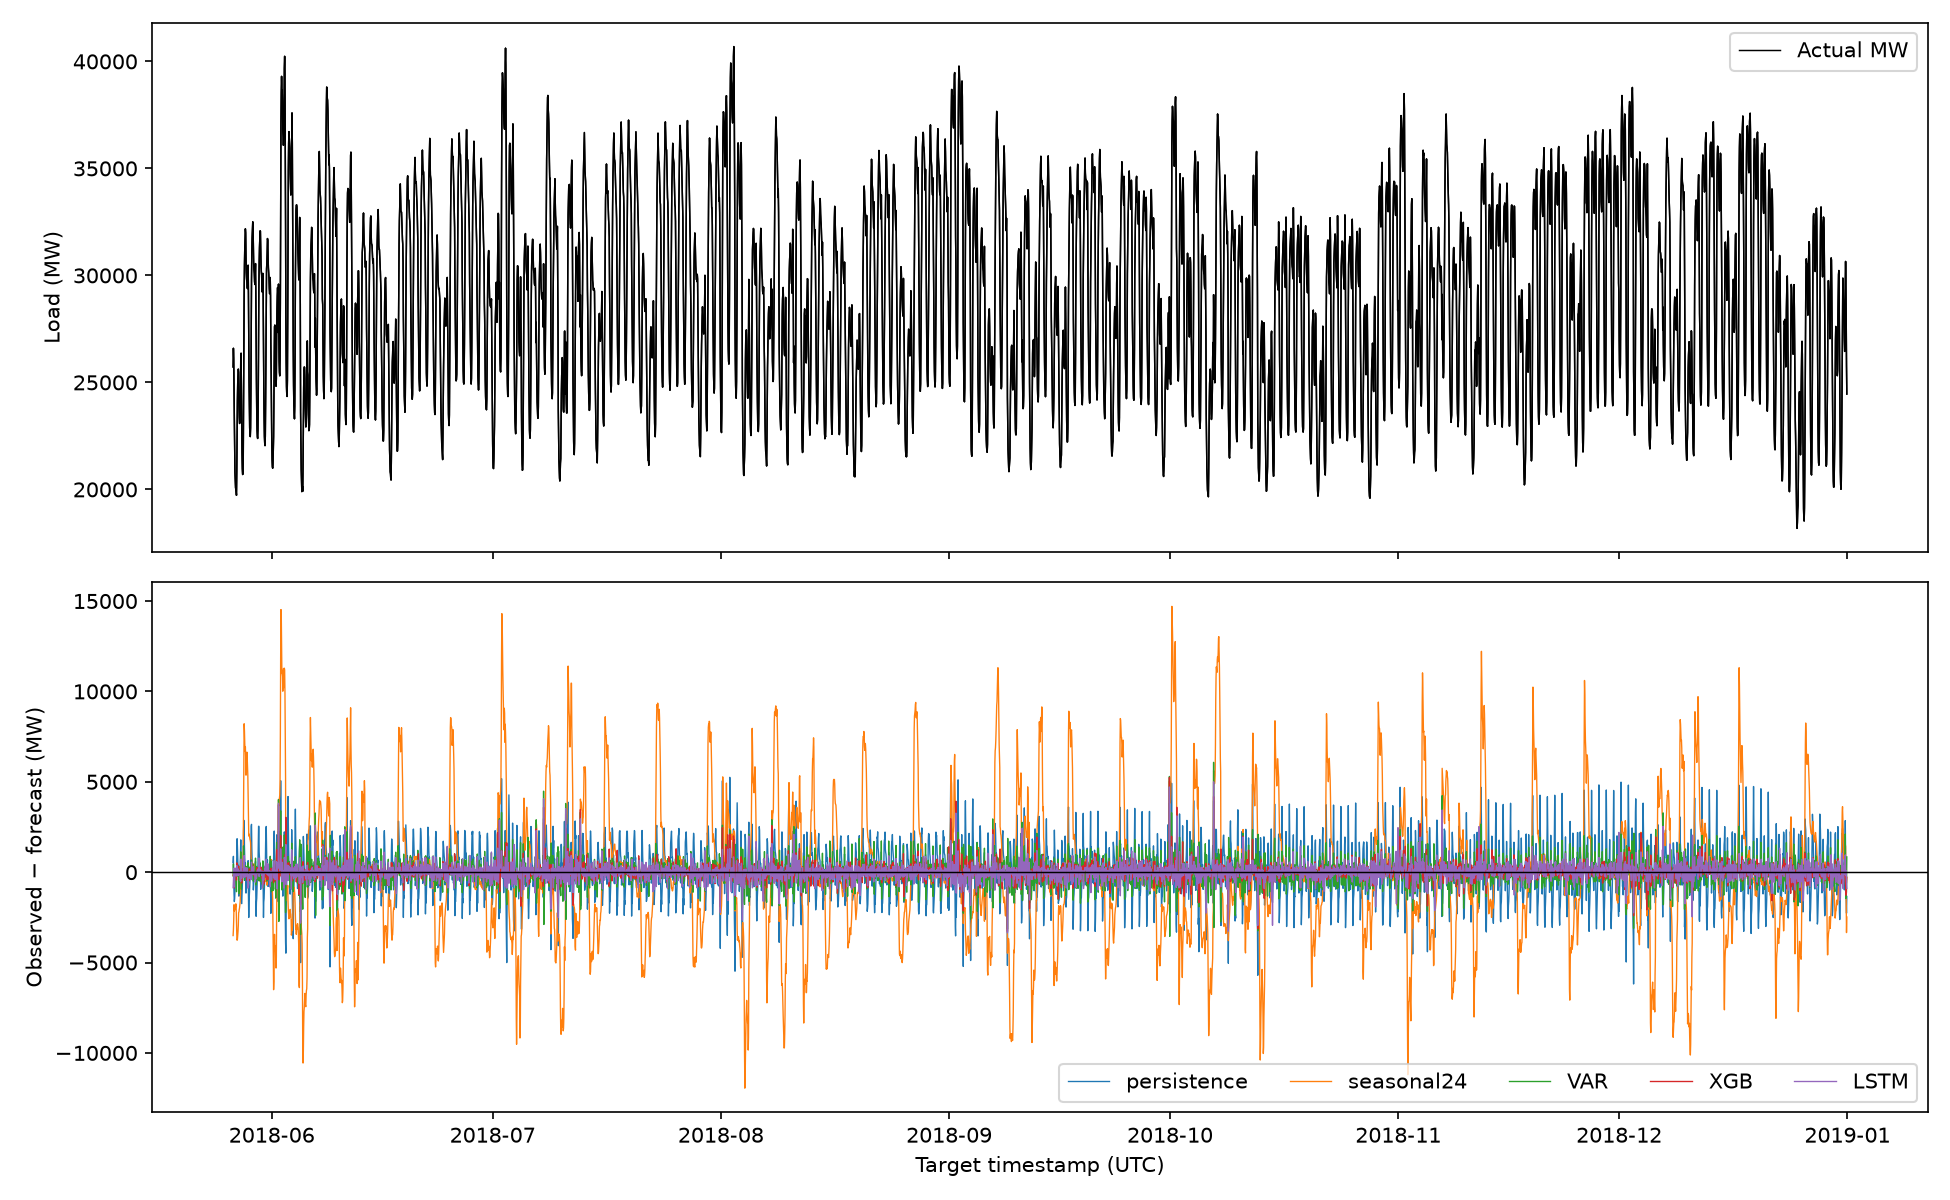 Actual MW
40000
35000
30000
25000
20000
Load (MW)
15000
10000
5000
0
−5000
−10000
Observed − forecast (MW)
persistence seasonal24 VAR XGB LSTM
2018-06 2018-07 2018-08 2018-09 2018-10 2018-11 2018-12 2019-01
Target timestamp (UTC)